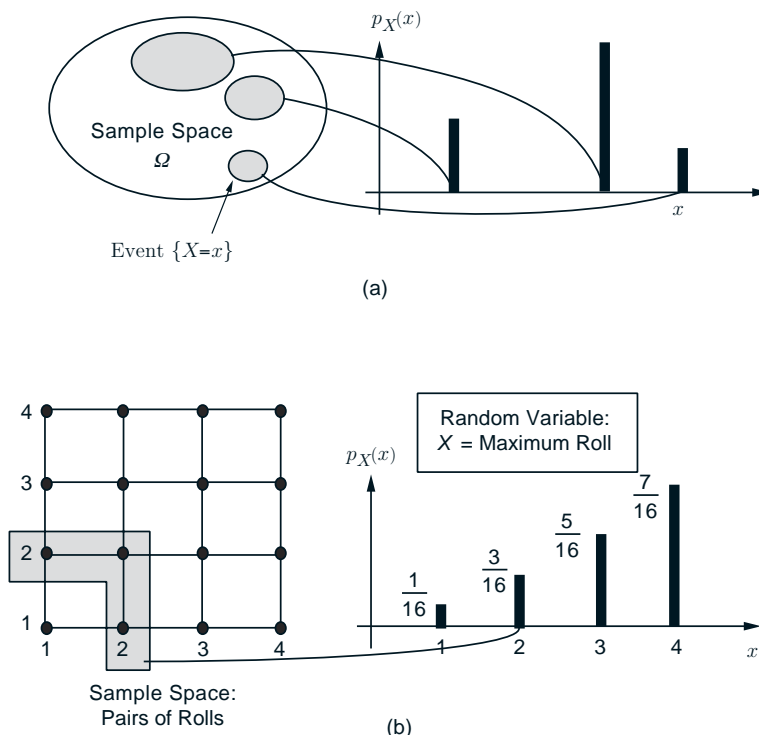 p_X(x)
Sample Space
Ω
x
Event {X=x}
(a)
4
3
2
1
1 2 3 4
Sample Space:
Pairs of Rolls
Random Variable:
X = Maximum Roll
p_X(x)
1/16
3/16
5/16
7/16
1 2 3 4
x
(b)